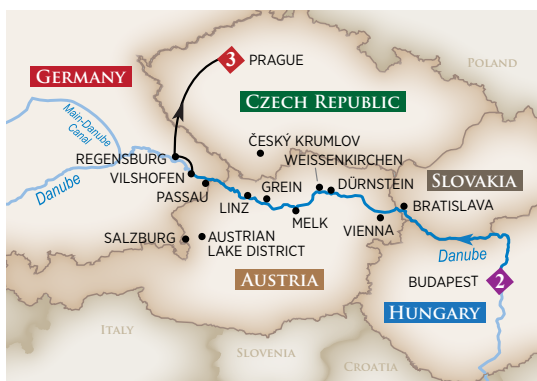 POLAND
GERMANY
3 PRAGUE
CZECH REPUBLIC
Main-Danube
Canal
ČESKÝ KRUMLOV
REGENSBURG
WEISSENKIRCHEN
VILSHOFEN
DÜRNSTEIN
SLOVAKIA
Danube
PASSAU
GREIN
LINZ
BRATISLAVA
MELK
VIENNA
SALZBURG
AUSTRIAN
LAKE DISTRICT
Danube
AUSTRIA
BUDAPEST 2
HUNGARY
ITALY
SLOVENIA
CROATIA